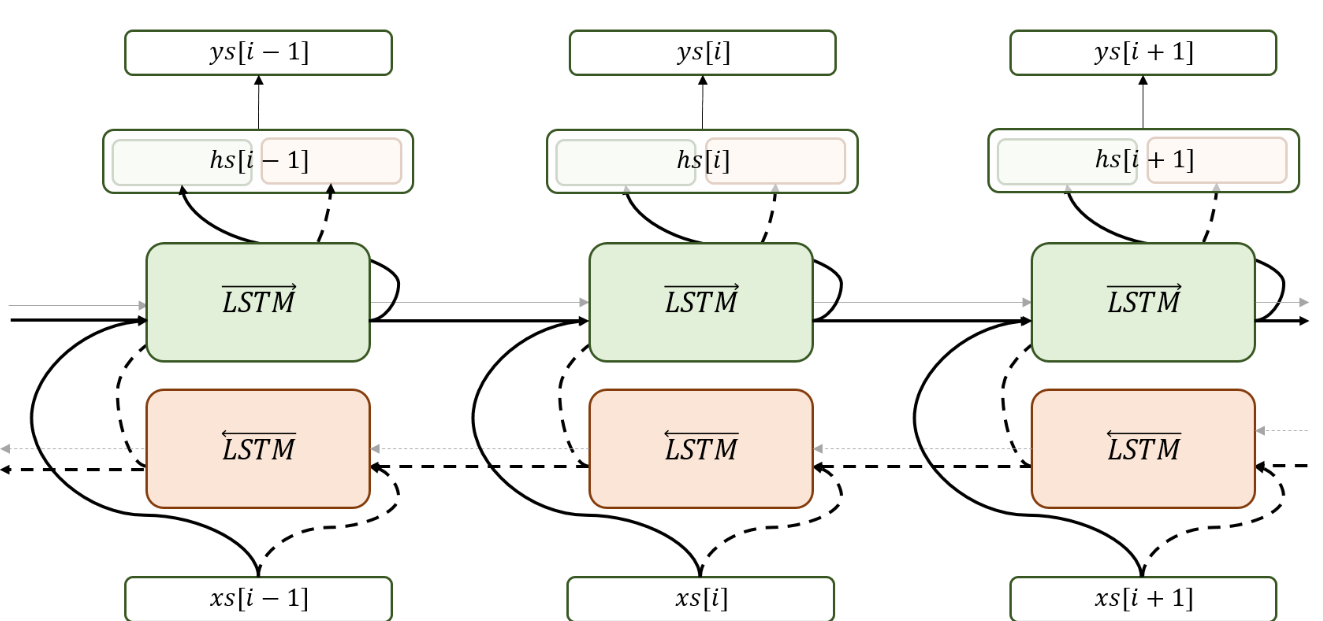 ys[i − 1] ys[i] ys[i + 1]
hs[i − 1] hs[i] hs[i + 1]
LSTM LSTM LSTM
LSTM LSTM LSTM
xs[i − 1] xs[i] xs[i + 1]